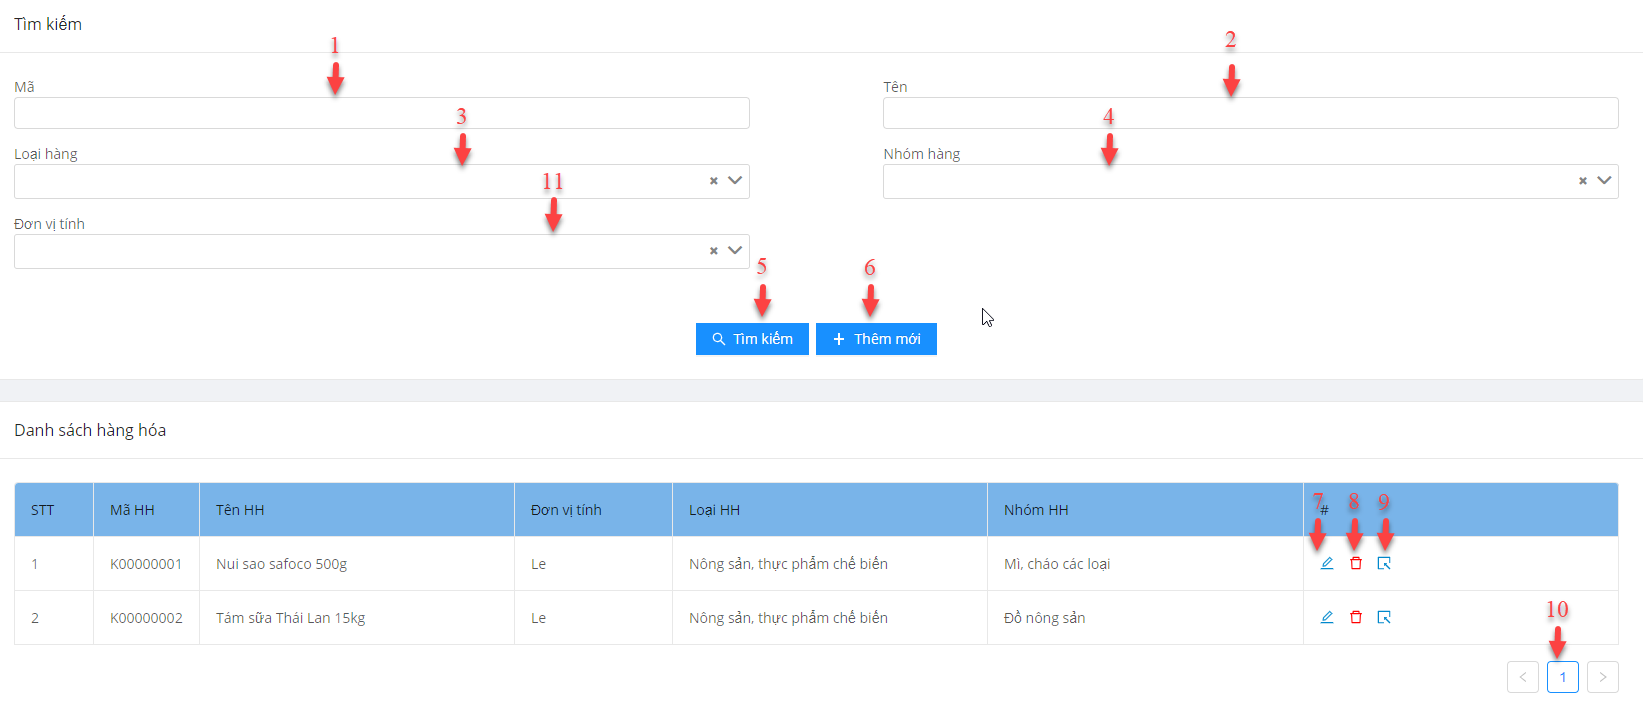 Tìm kiếm
1
2
Mã
Tên
3
4
Loại hàng
Nhóm hàng
11
Đơn vị tính
5
6
Tìm kiếm
Thêm mới
Danh sách hàng hóa
7 8 9
STT Mã HH Tên HH Đơn vị tính Loại HH Nhóm HH #
1 K00000001 Nui sao safoco 500g Le Nông sản, thực phẩm chế biến Mì, cháo các loại
2 K00000002 Tám sữa Thái Lan 15kg Le Nông sản, thực phẩm chế biến Đồ nông sản
10
< 1 >